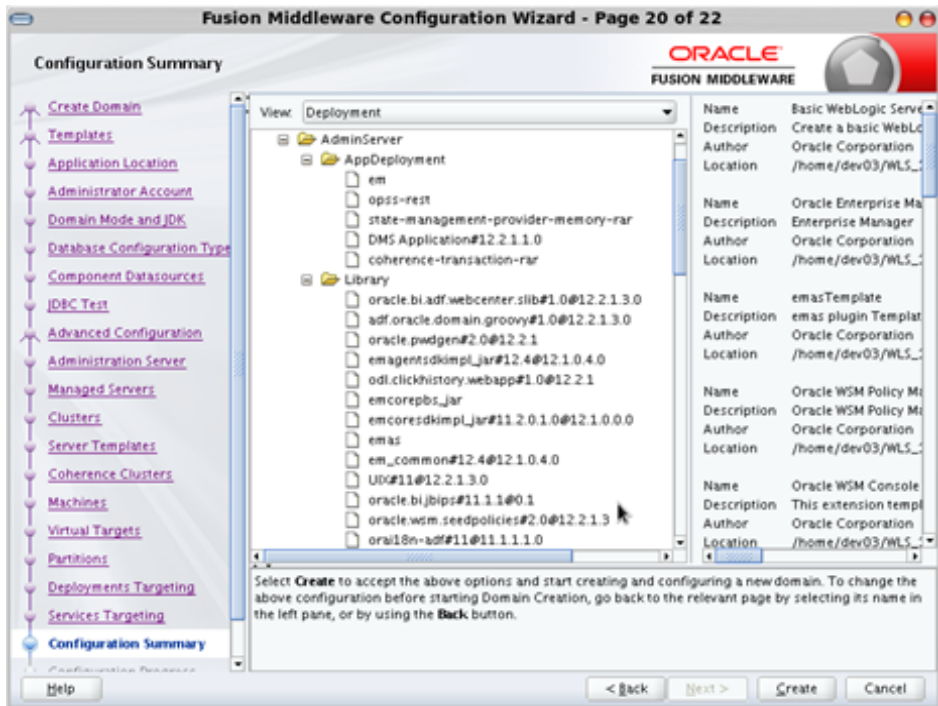 Fusion Middleware Configuration Wizard - Page 20 of 22
Configuration Summary
ORACLE
FUSION MIDDLEWARE
Create Domain
Templates
Application Location
Administrator Account
Domain Mode and JDK
Database Configuration Type
Component Datasources
JDBC Test
Advanced Configuration
Administration Server
Managed Servers
Clusters
Server Templates
Coherence Clusters
Machines
Virtual Targets
Partitions
Deployments Targeting
Services Targeting
Configuration Summary
Configuration Progress
View: Deployment
AdminServer
AppDeployment
em
opss-rest
state-management-provider-memory-rar
DMS Application#12.2.1.1.0
coherence-transaction-rar
Library
oracle.bi.adf.webcenter.slib#1.0@12.2.1.3.0
adf.oracle.domain.groovy#1.0@12.2.1.3.0
oracle.pwdgen#2.0@12.2.1
emagentsdkimpl_jar#12.4@12.1.0.4.0
odl.clickhistory.webapp#1.0@12.2.1
emcorepbs_jar
emcoresdkimpl_jar#11.2.0.1.0@12.1.0.0.0
emas
em_common#12.4@12.1.0.4.0
UIX#11@12.2.1.3.0
oracle.bi.jbips#11.1.1@0.1
oracle.wsm.seedpolicies#2.0@12.2.1.3
orai18n-adf#11@11.1.1.1.0
Name Basic WebLogic Serve
Description Create a basic WebLo
Author Oracle Corporation
Location /home/dev03/WLS_
Name Oracle Enterprise Ma
Description Enterprise Manager
Author Oracle Corporation
Location /home/dev03/WLS_
Name emasTemplate
Description emas plugin Templat
Author Oracle Corporation
Location /home/dev03/WLS_
Name Oracle WSM Policy Ma
Description Oracle WSM Policy Ma
Author Oracle Corporation
Location /home/dev03/WLS_
Name Oracle WSM Console
Description This extension templ
Author Oracle Corporation
Location /home/dev03/WLS_
Select Create to accept the above options and start creating and configuring a new domain. To change the
above configuration before starting Domain Creation, go back to the relevant page by selecting its name in
the left pane, or by using the Back button.
Help
< Back
Next >
Create
Cancel